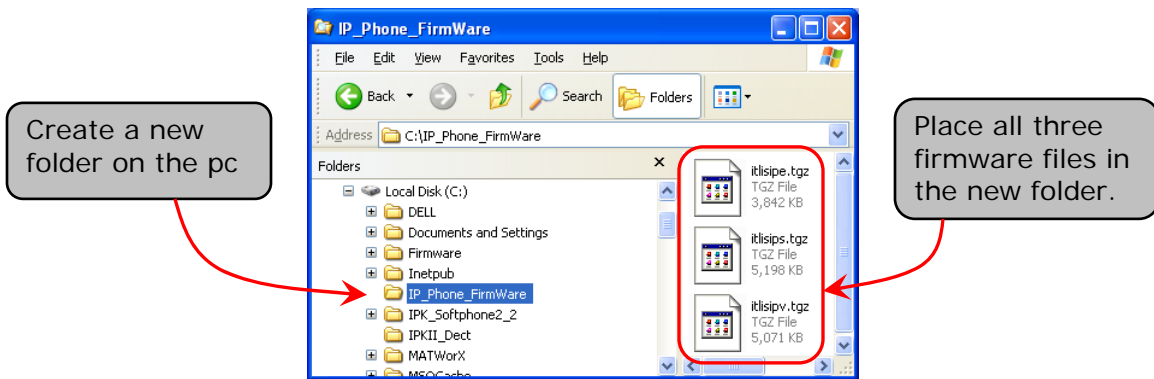 IP_Phone_FirmWare
File Edit View Favorites Tools Help
Back Search Folders
Address C:\IP_Phone_FirmWare
Create a new
folder on the pc
Folders
Local Disk (C:)
DELL
Documents and Settings
Firmware
Inetpub
IP_Phone_FirmWare
IPK_Softphone2_2
IPKII_Dect
MATWorX
MSOCache
itlisipe.tgz
TGZ File
3,842 KB
itlisips.tgz
TGZ File
5,198 KB
itlisipv.tgz
TGZ File
5,071 KB
Place all three
firmware files in
the new folder.